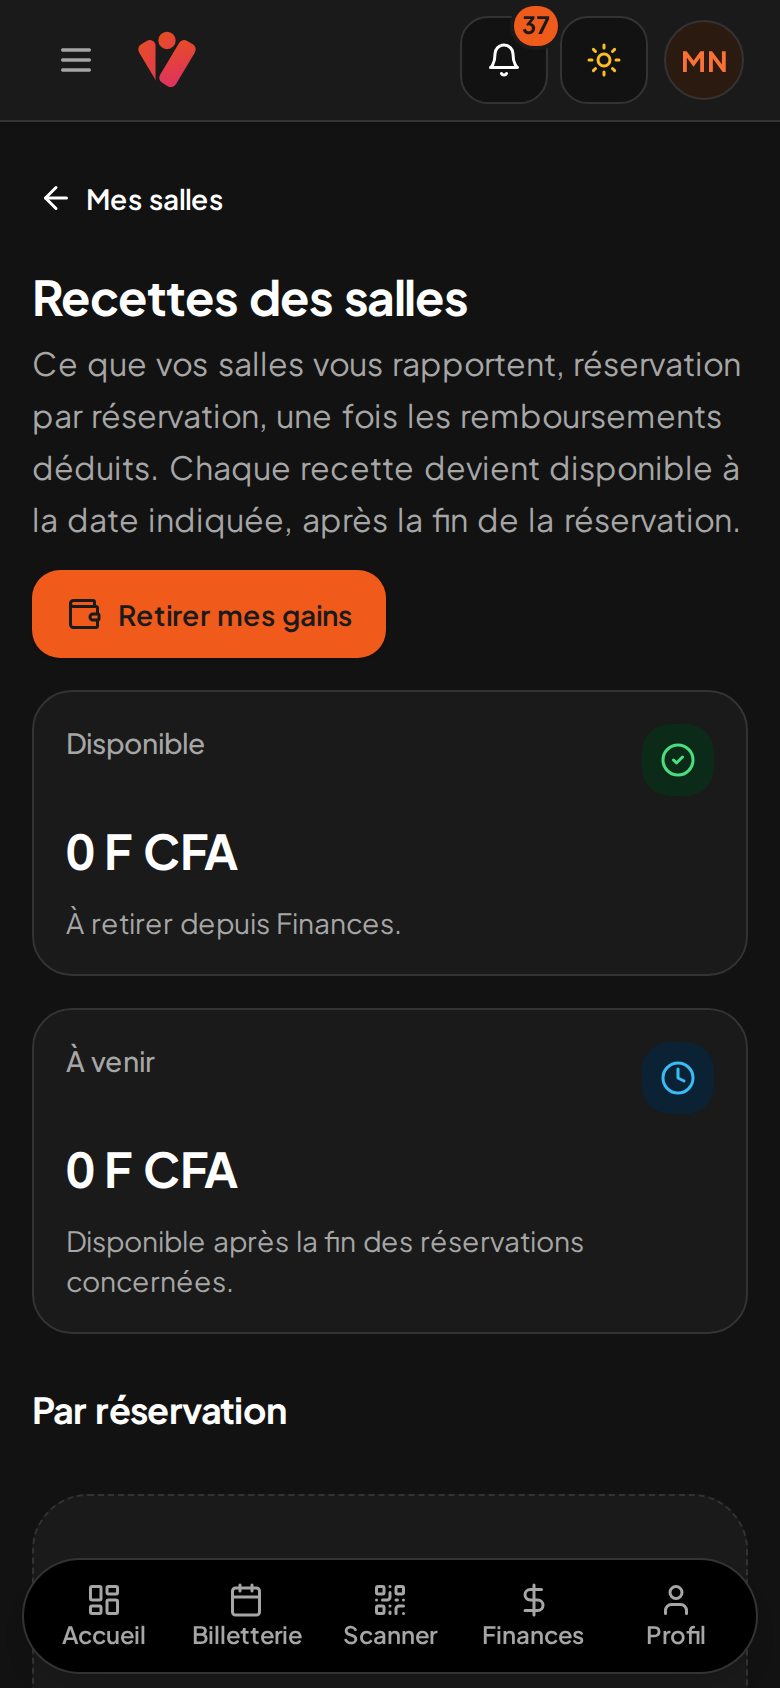 37
MN
Mes salles
Recettes des salles
Ce que vos salles vous rapportent, réservation
par réservation, une fois les remboursements
déduits. Chaque recette devient disponible à
la date indiquée, après la fin de la réservation.
Retirer mes gains
Disponible
0 F CFA
À retirer depuis Finances.
À venir
0 F CFA
Disponible après la fin des réservations
concernées.
Par réservation
Accueil Billetterie Scanner Finances Profil